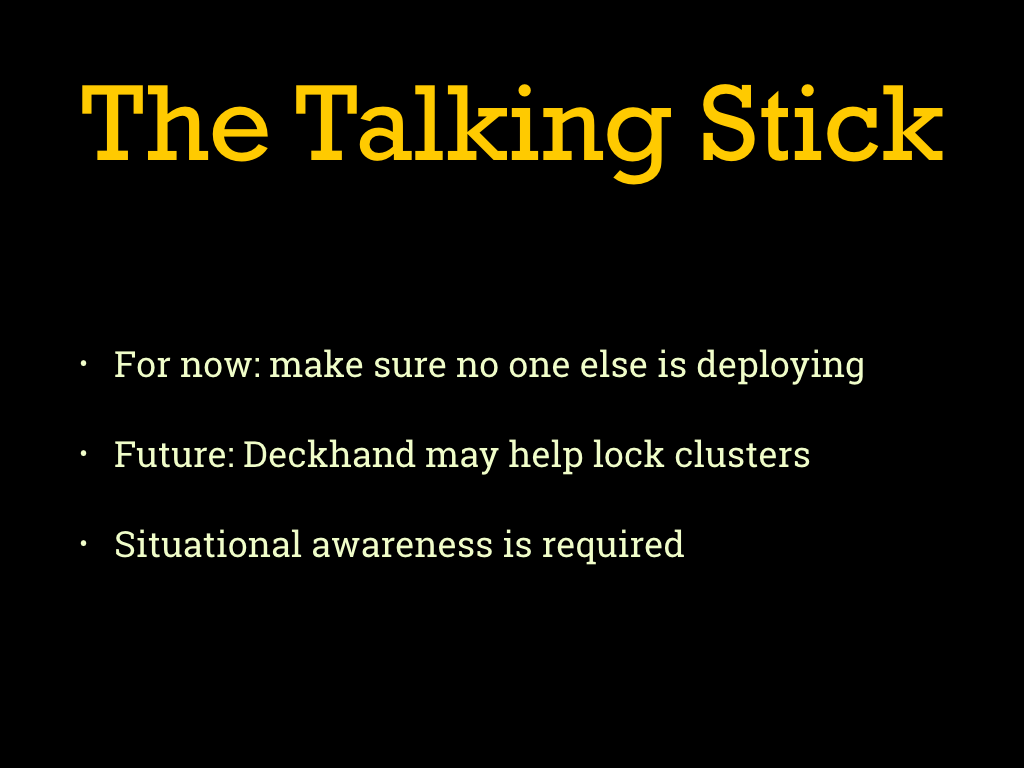 The Talking Stick
• For now: make sure no one else is deploying
• Future: Deckhand may help lock clusters
• Situational awareness is required